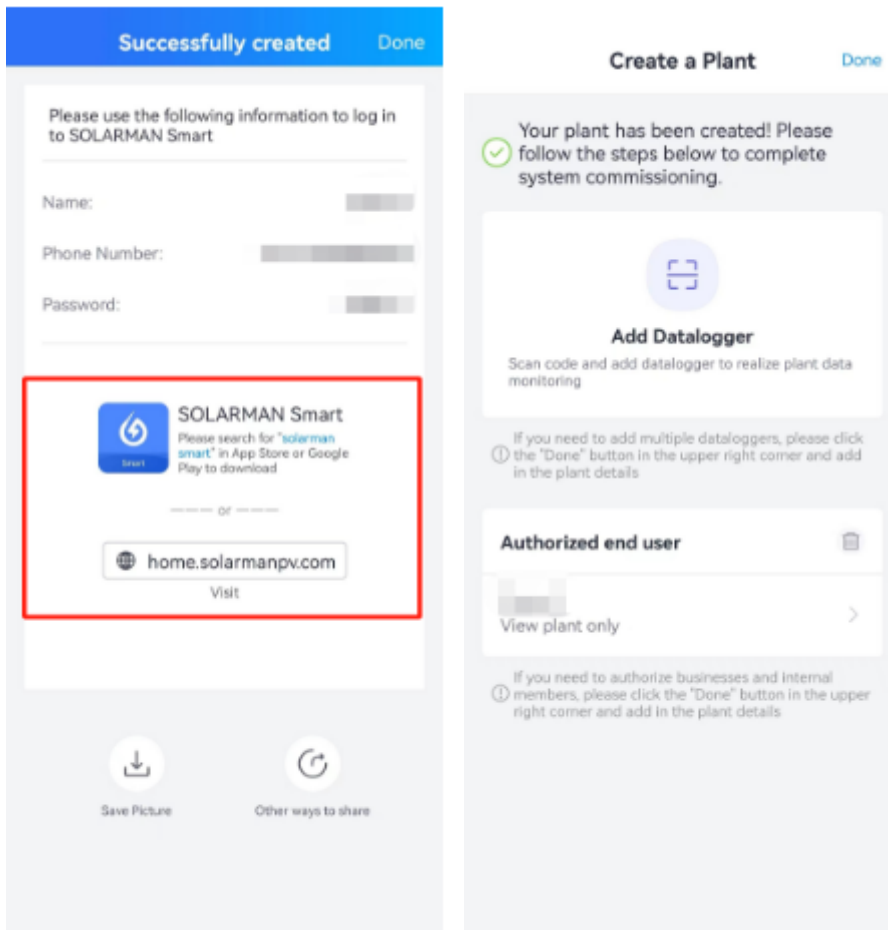 Successfully created
Done
Please use the following information to log in
to SOLARMAN Smart
Name:
Phone Number:
Password:
SOLARMAN Smart
Please search for "solarman
smart" in App Store or Google
Play to download
Smart
or
home.solarmanpv.com
Visit
Save Picture
Other ways to share
Create a Plant
Done
Your plant has been created! Please
follow the steps below to complete
system commissioning.
Add Datalogger
Scan code and add datalogger to realize plant data
monitoring
If you need to add multiple dataloggers, please click
the "Done" button in the upper right corner and add
in the plant details
Authorized end user
View plant only
If you need to authorize businesses and internal
members, please click the "Done" button in the upper
right corner and add in the plant details